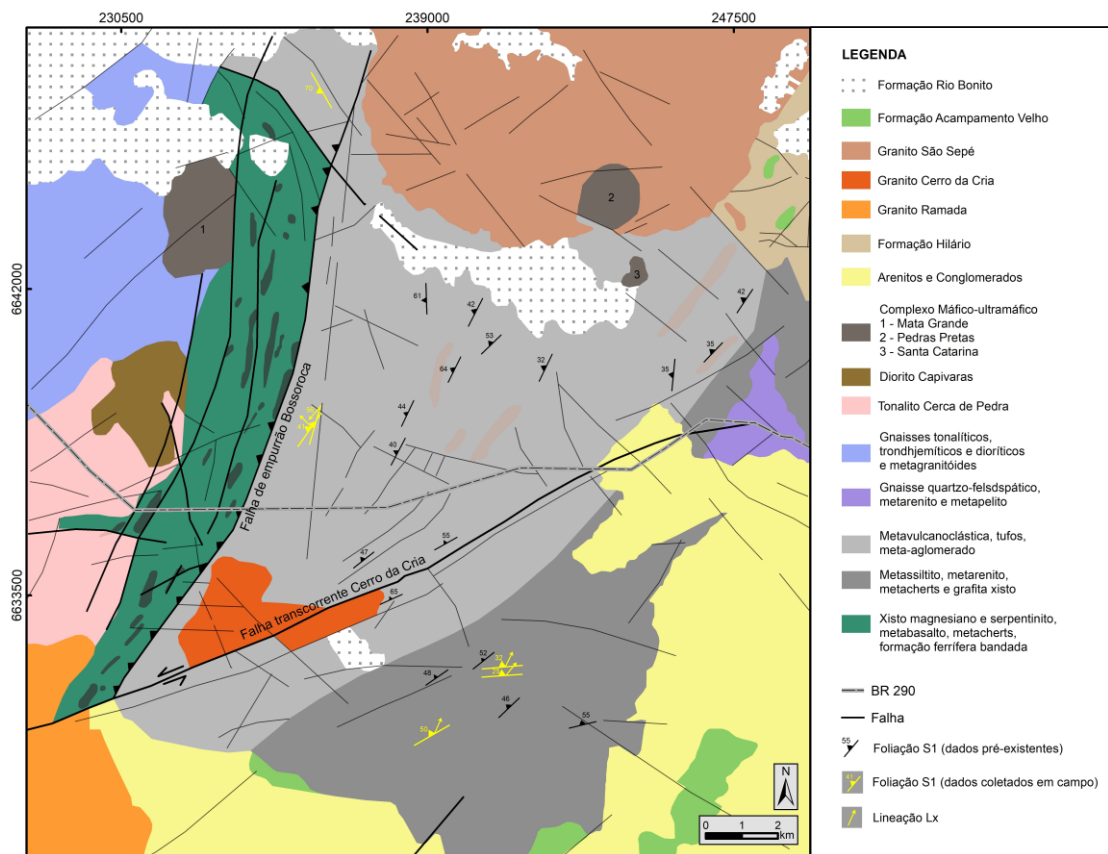 230500
239000
247500
6642000
6633500
70
1
2
3
61
42
53
64
32
42
35
35
44
40
41
47
55
65
52
32
48
46
50
55
Falha de empurrão Bossoroca
Falha transcorrente Cerro da Cria
N
0 1 2
km
LEGENDA
Formação Rio Bonito
Formação Acampamento Velho
Granito São Sepé
Granito Cerro da Cria
Granito Ramada
Formação Hilário
Arenitos e Conglomerados
Complexo Máfico-ultramáfico
1 - Mata Grande
2 - Pedras Pretas
3 - Santa Catarina
Diorito Capivaras
Tonalito Cerca de Pedra
Gnaisses tonalíticos,
trondhjemíticos e dioríticos
e metagranitóides
Gnaisse quartzo-felsdspático,
metarenito e metapelito
Metavulcanoclástica, tufos,
meta-aglomerado
Metassiltito, metarenito,
metacherts e grafita xisto
Xisto magnesiano e serpentinito,
metabasalto, metacherts,
formação ferrífera bandada
BR 290
Falha
55
Foliação S1 (dados pré-existentes)
41
Foliação S1 (dados coletados em campo)
Lineação Lx